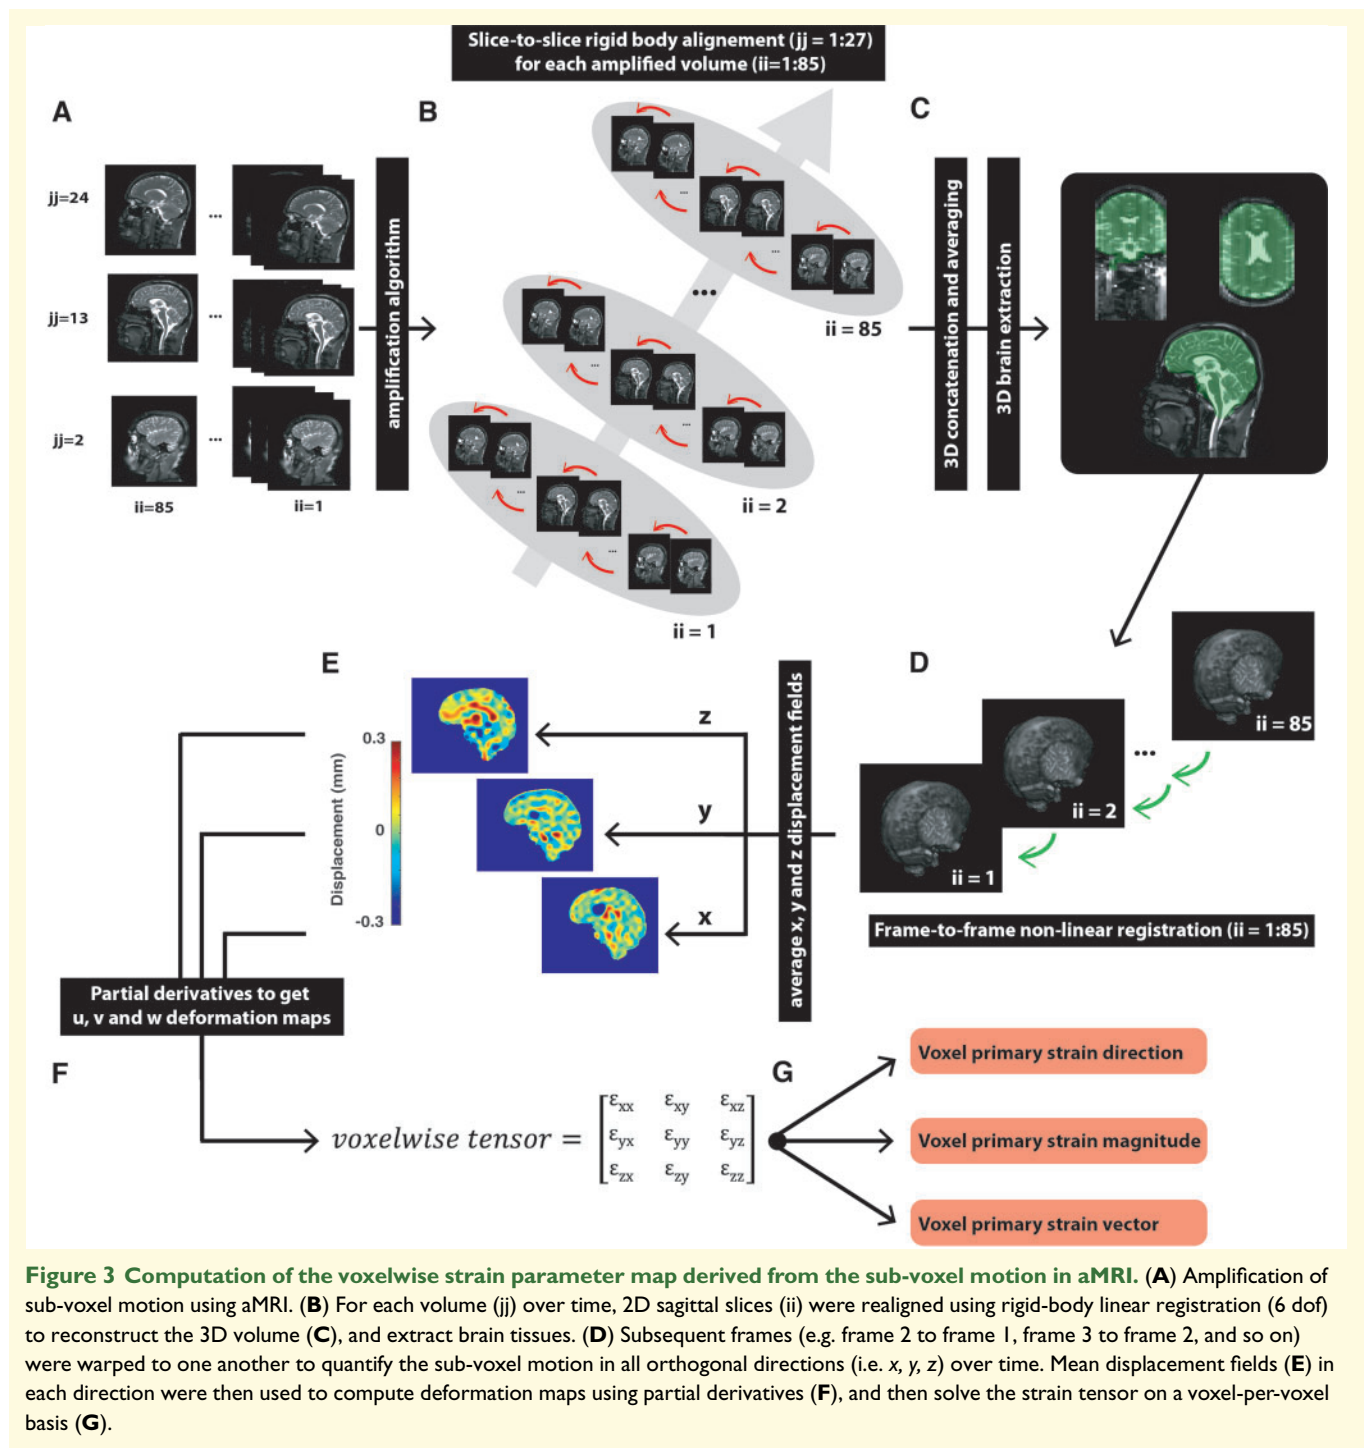 Slice-to-slice rigid body alignement (jj = 1:27)
for each amplified volume (ii=1:85)
A
jj=24
...
jj=13
...
jj=2
...
ii=85
ii=1
amplification algorithm
B
...
...
ii = 85
...
...
...
ii = 2
...
...
ii = 1
C
3D concatenation and averaging
3D brain extraction
D
ii = 85
...
ii = 2
ii = 1
Frame-to-frame non-linear registration (ii = 1:85)
average x, y and z displacement fields
E
z
y
x
Displacement (mm)
0.3
0
-0.3
Partial derivatives to get
u, v and w deformation maps
F
voxelwise tensor =
εxx εxy εxz
εyx εyy εyz
εzx εzy εzz
G
Voxel primary strain direction
Voxel primary strain magnitude
Voxel primary strain vector
Figure 3 Computation of the voxelwise strain parameter map derived from the sub-voxel motion in aMRI. (A) Amplification of
sub-voxel motion using aMRI. (B) For each volume (jj) over time, 2D sagittal slices (ii) were realigned using rigid-body linear registration (6 dof)
to reconstruct the 3D volume (C), and extract brain tissues. (D) Subsequent frames (e.g. frame 2 to frame 1, frame 3 to frame 2, and so on)
were warped to one another to quantify the sub-voxel motion in all orthogonal directions (i.e. x, y, z) over time. Mean displacement fields (E) in
each direction were then used to compute deformation maps using partial derivatives (F), and then solve the strain tensor on a voxel-per-voxel
basis (G).